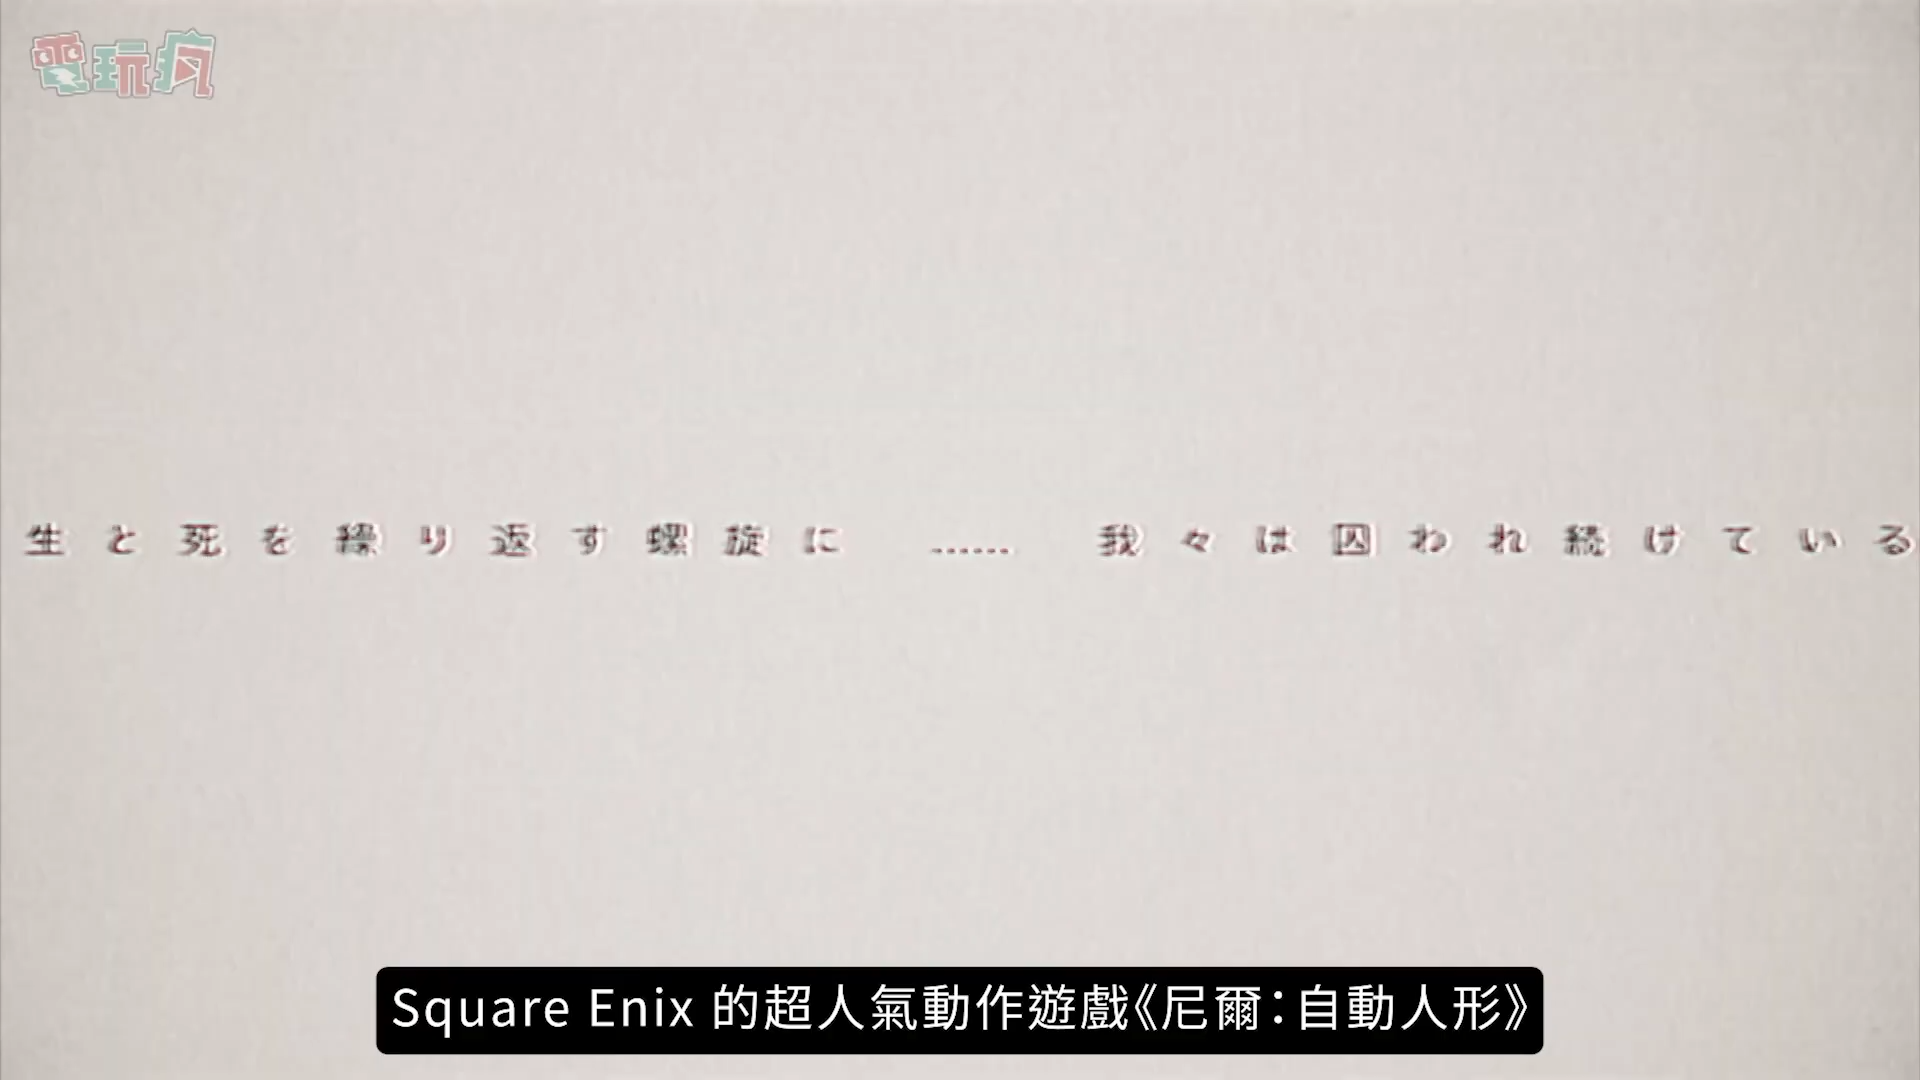 電玩瘋
生と死を繰り返す螺旋に …… 我々は囚われ続けている
Square Enix 的超人氣動作遊戲《尼爾：自動人形》